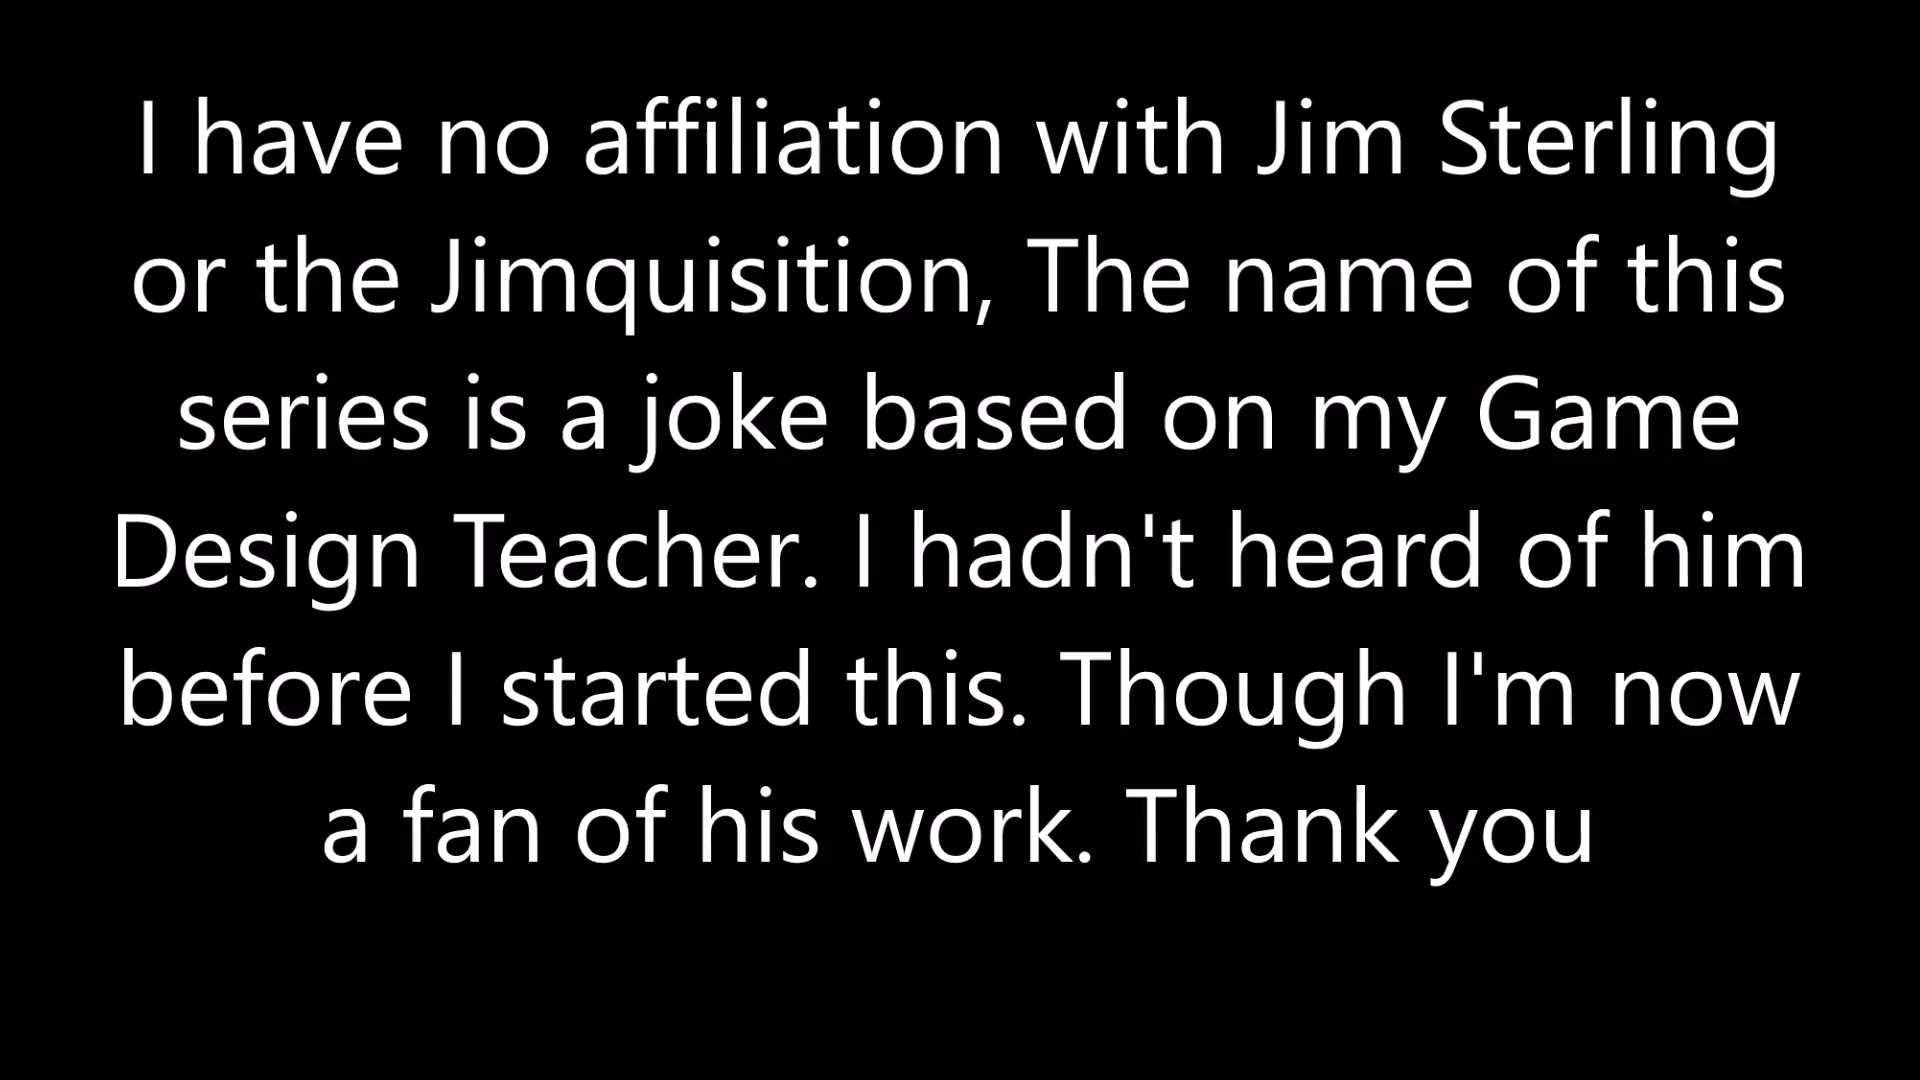 I have no affiliation with Jim Sterling
or the Jimquisition, The name of this
series is a joke based on my Game
Design Teacher. I hadn't heard of him
before I started this. Though I'm now
a fan of his work. Thank you